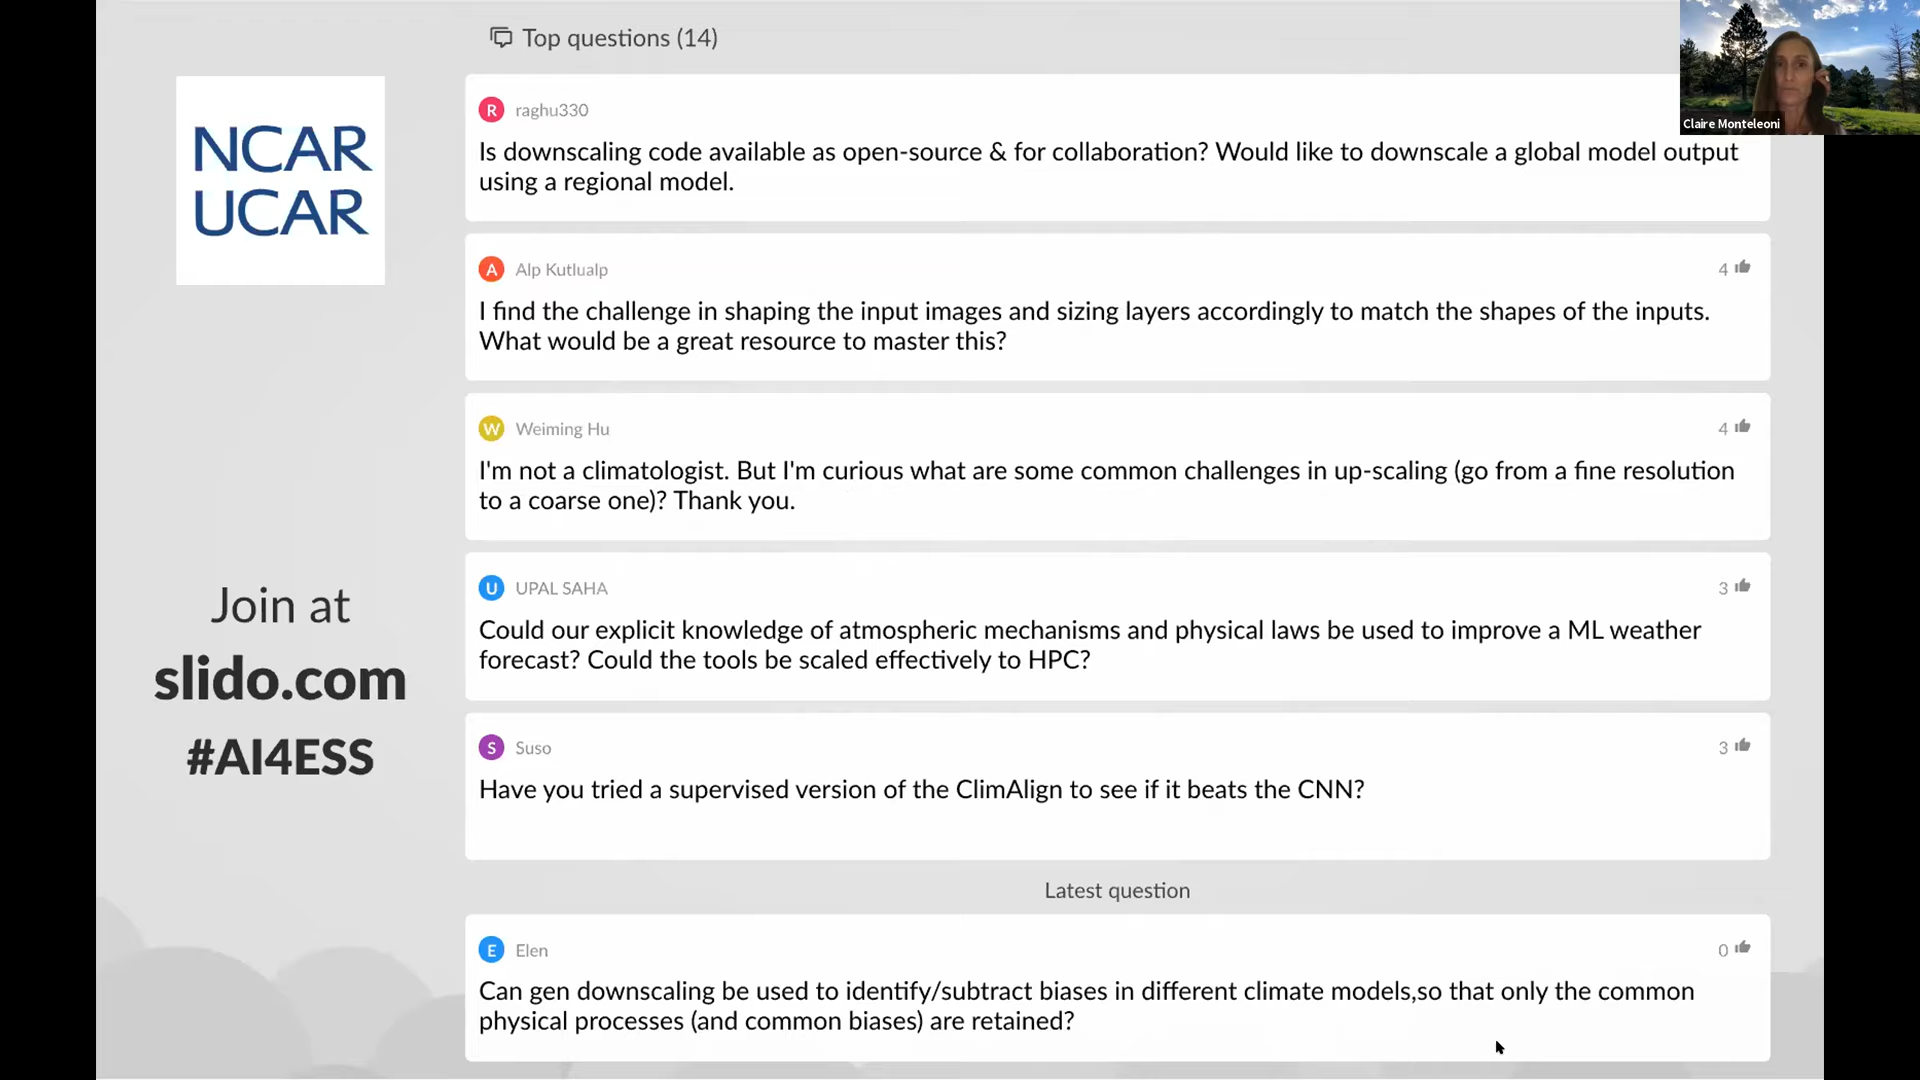 Top questions (14)
Claire Monteleoni
NCAR
UCAR
R raghu330
Is downscaling code available as open-source & for collaboration? Would like to downscale a global model output
using a regional model.
A Alp Kutlualp 4
I find the challenge in shaping the input images and sizing layers accordingly to match the shapes of the inputs.
What would be a great resource to master this?
W Weiming Hu 4
I'm not a climatologist. But I'm curious what are some common challenges in up-scaling (go from a fine resolution
to a coarse one)? Thank you.
Join at
slido.com
#AI4ESS
U UPAL SAHA 3
Could our explicit knowledge of atmospheric mechanisms and physical laws be used to improve a ML weather
forecast? Could the tools be scaled effectively to HPC?
S Suso 3
Have you tried a supervised version of the ClimAlign to see if it beats the CNN?
Latest question
E Elen 0
Can gen downscaling be used to identify/subtract biases in different climate models,so that only the common
physical processes (and common biases) are retained?